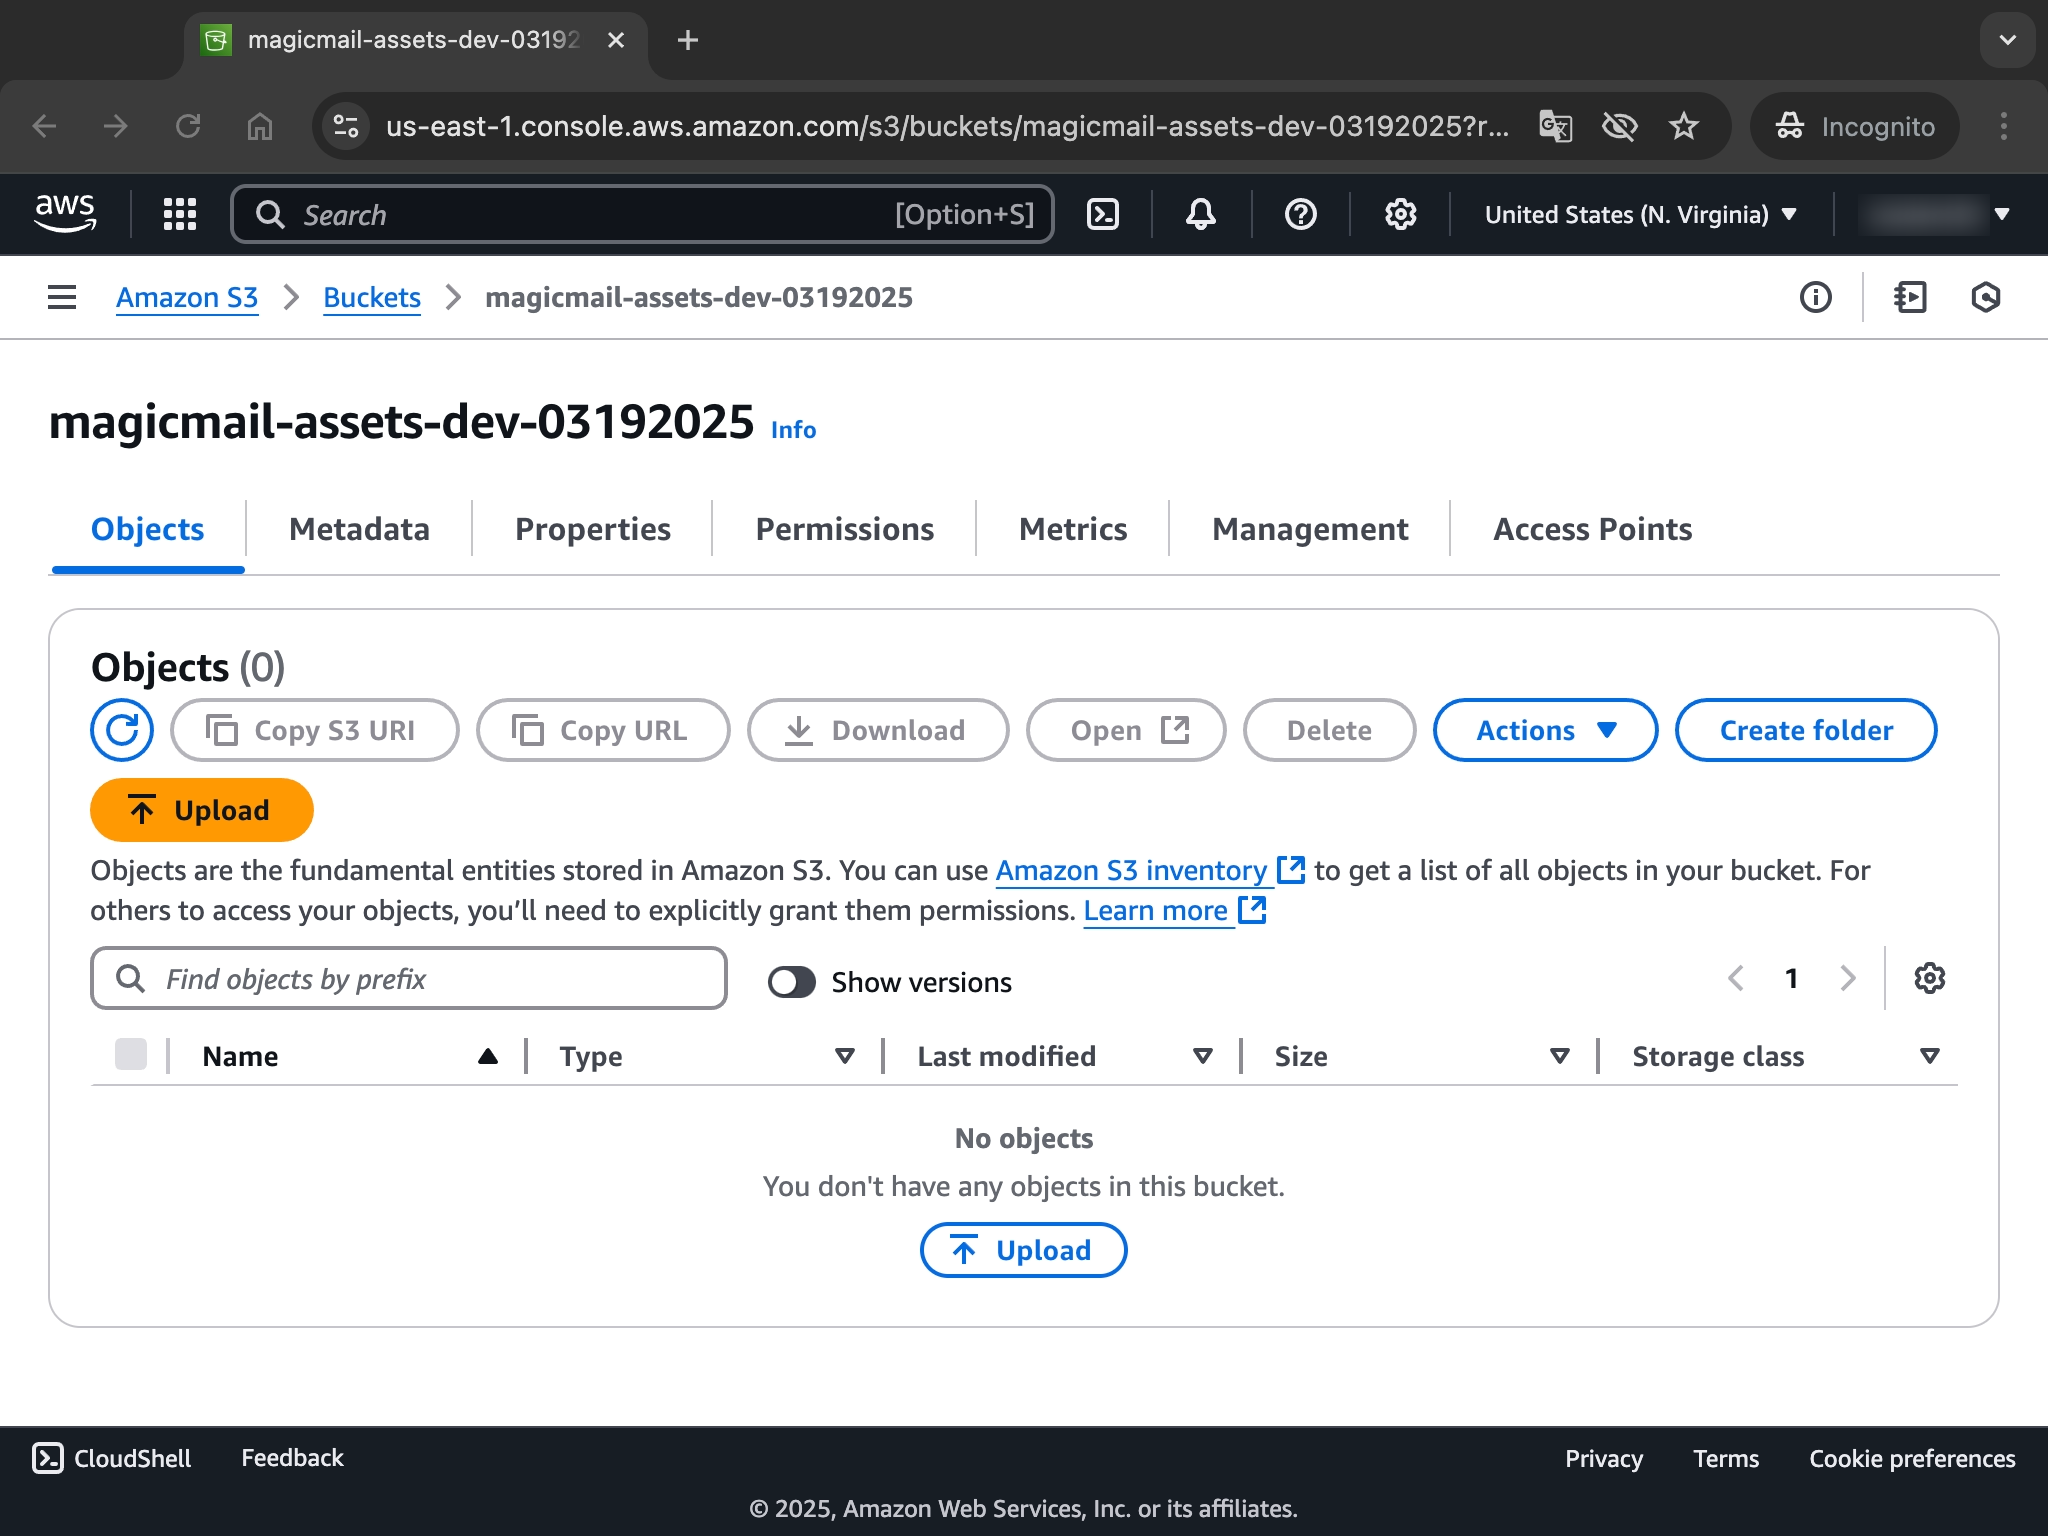 magicmail-assets-dev-03192
us-east-1.console.aws.amazon.com/s3/buckets/magicmail-assets-dev-03192025?r...
Incognito
aws
Search
[Option+S]
United States (N. Virginia)
Amazon S3
Buckets
magicmail-assets-dev-03192025
magicmail-assets-dev-03192025 Info
Objects
Metadata
Properties
Permissions
Metrics
Management
Access Points
Objects (0)
Copy S3 URI
Copy URL
Download
Open
Delete
Actions
Create folder
Upload
Objects are the fundamental entities stored in Amazon S3. You can use Amazon S3 inventory to get a list of all objects in your bucket. For
others to access your objects, you’ll need to explicitly grant them permissions. Learn more
Find objects by prefix
Show versions
1
Name
Type
Last modified
Size
Storage class
No objects
You don't have any objects in this bucket.
Upload
CloudShell
Feedback
Privacy
Terms
Cookie preferences
© 2025, Amazon Web Services, Inc. or its affiliates.